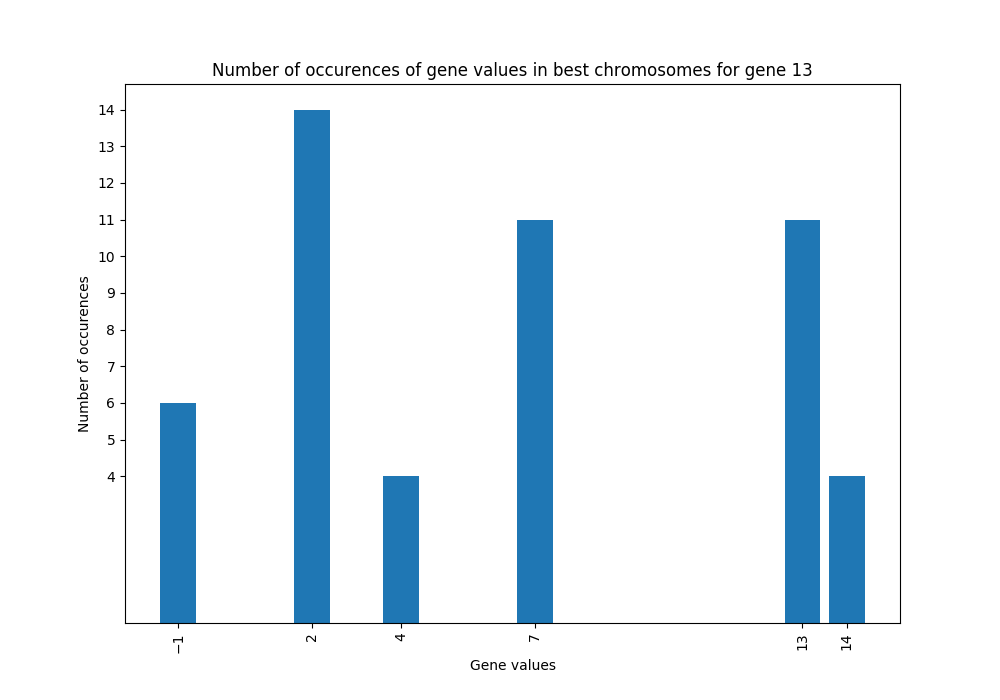 Number of occurences of gene values in best chromosomes for gene 13
14
13
12
11
10
9
8
7
6
5
4
Number of occurences
−1 2 4 7 13 14
Gene values